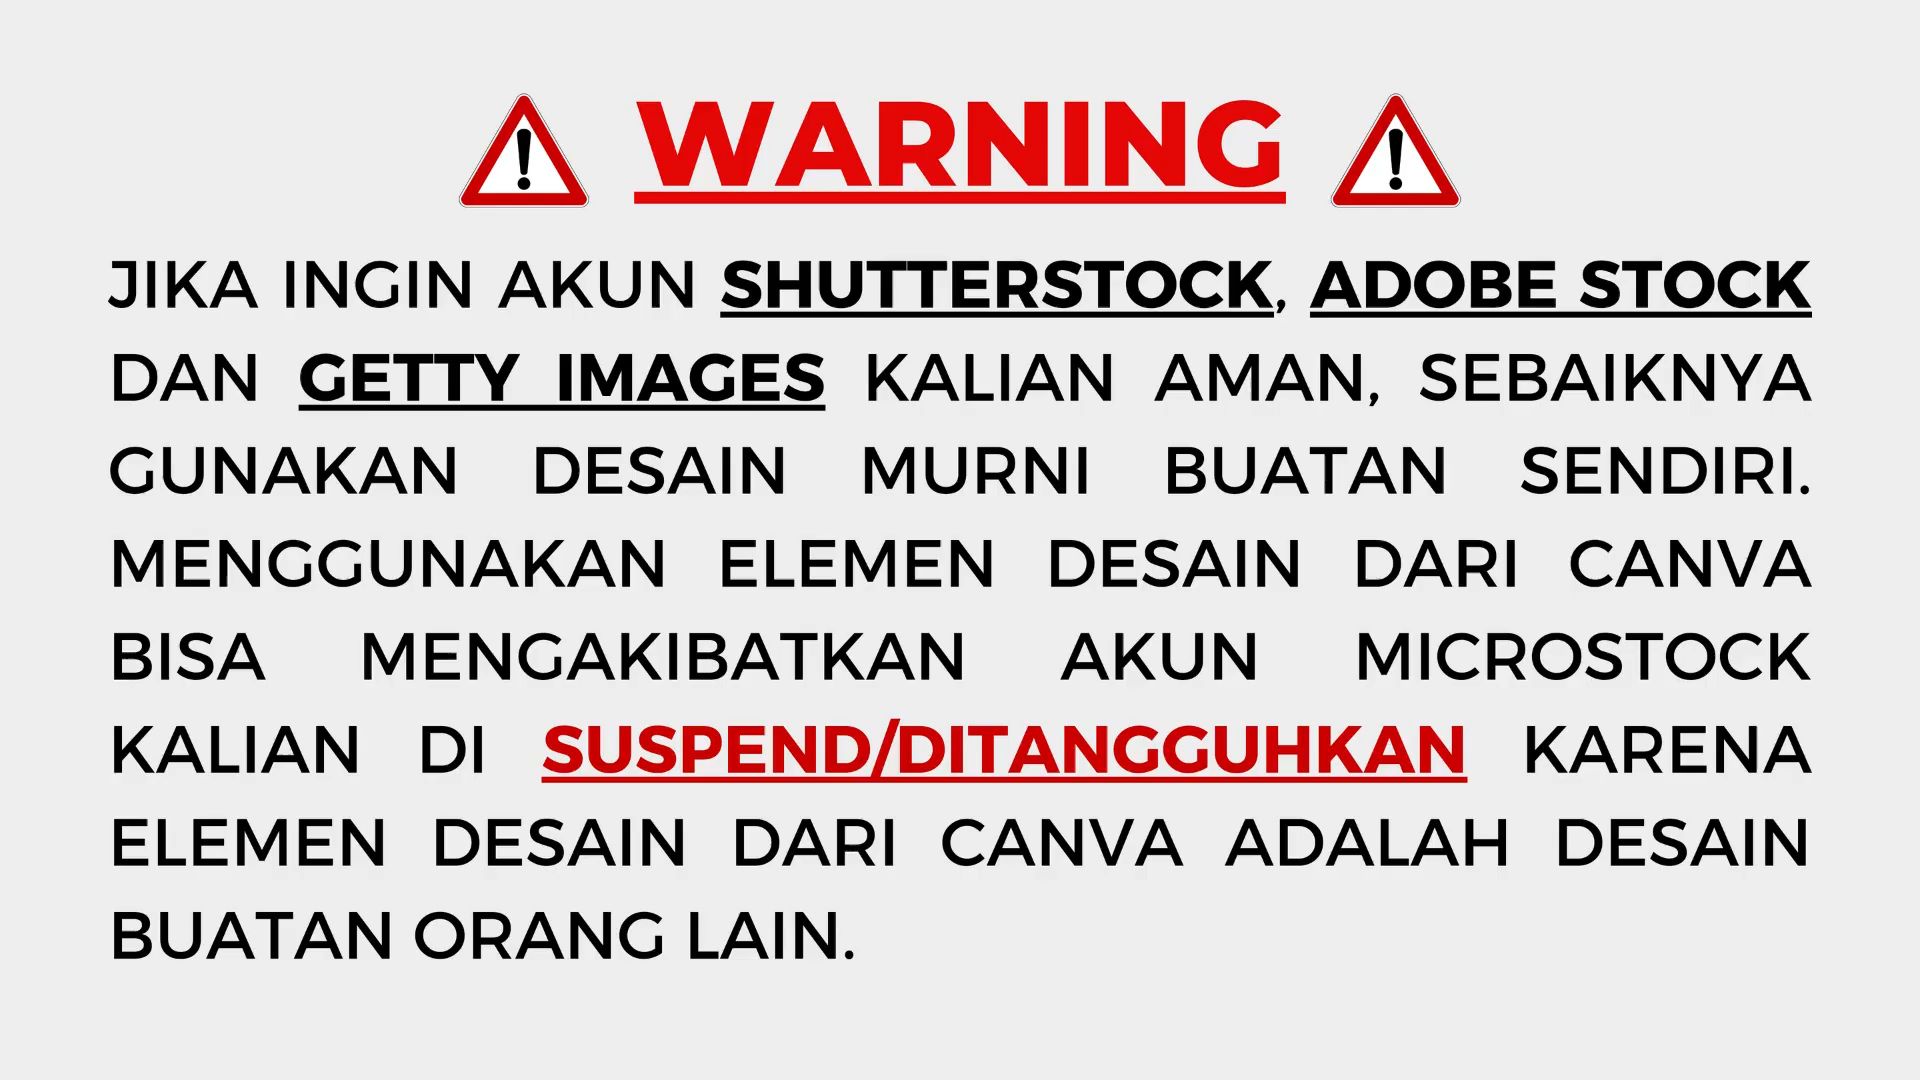 WARNING
JIKA INGIN AKUN SHUTTERSTOCK, ADOBE STOCK
DAN GETTY IMAGES KALIAN AMAN, SEBAIKNYA
GUNAKAN DESAIN MURNI BUATAN SENDIRI.
MENGGUNAKAN ELEMEN DESAIN DARI CANVA
BISA MENGAKIBATKAN AKUN MICROSTOCK
KALIAN DI SUSPEND/DITANGGUHKAN KARENA
ELEMEN DESAIN DARI CANVA ADALAH DESAIN
BUATAN ORANG LAIN.